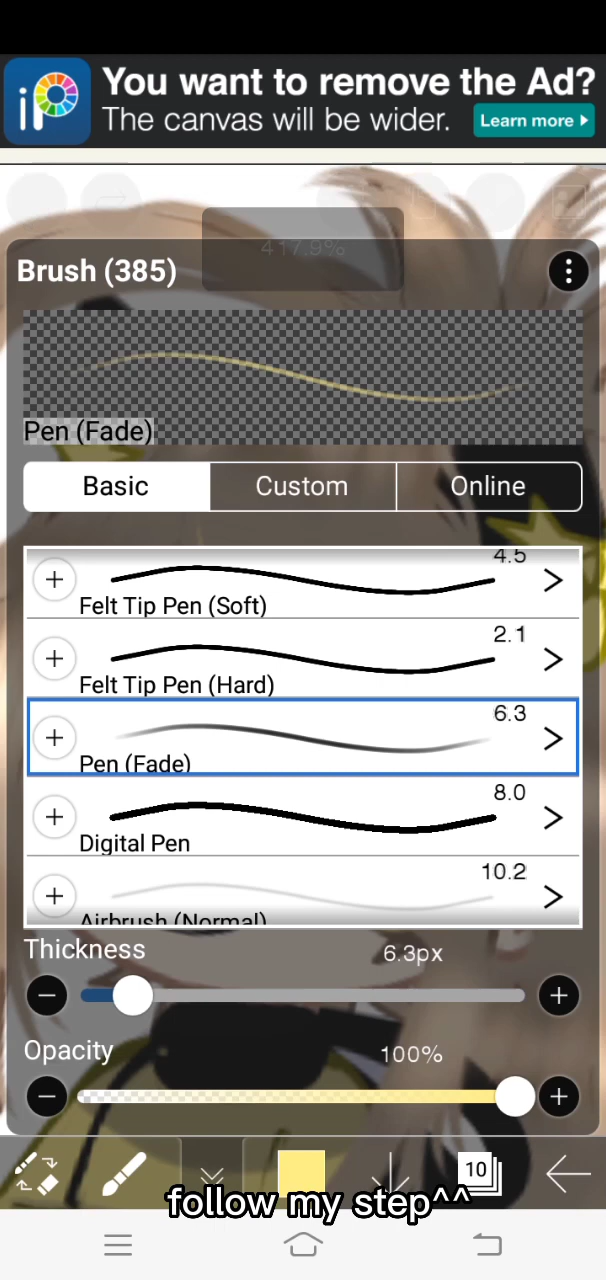 iP
You want to remove the Ad?
The canvas will be wider.
Learn more
417.9%
Brush (385)
Pen (Fade)
Basic
Custom
Online
4.5
Felt Tip Pen (Soft)
2.1
Felt Tip Pen (Hard)
6.3
Pen (Fade)
8.0
Digital Pen
10.2
Airbrush (Normal)
Thickness
6.3px
Opacity
100%
10
follow my step^^